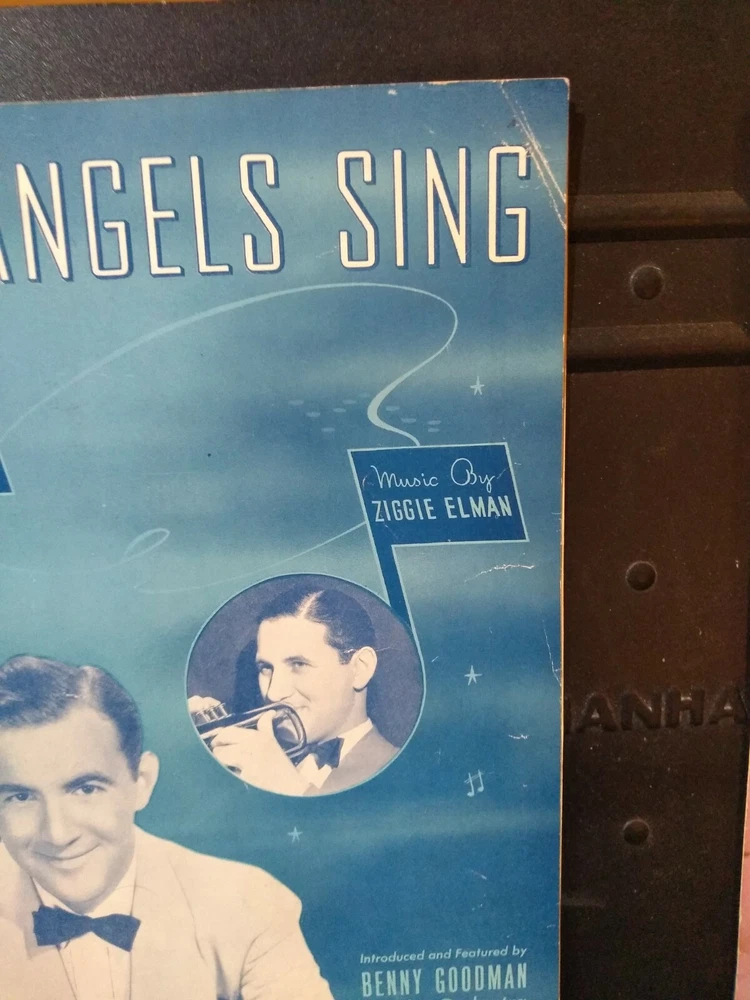 ANGELS SING
Music By
ZIGGIE ELMAN
Introduced and Featured by
BENNY GOODMAN
ANHA